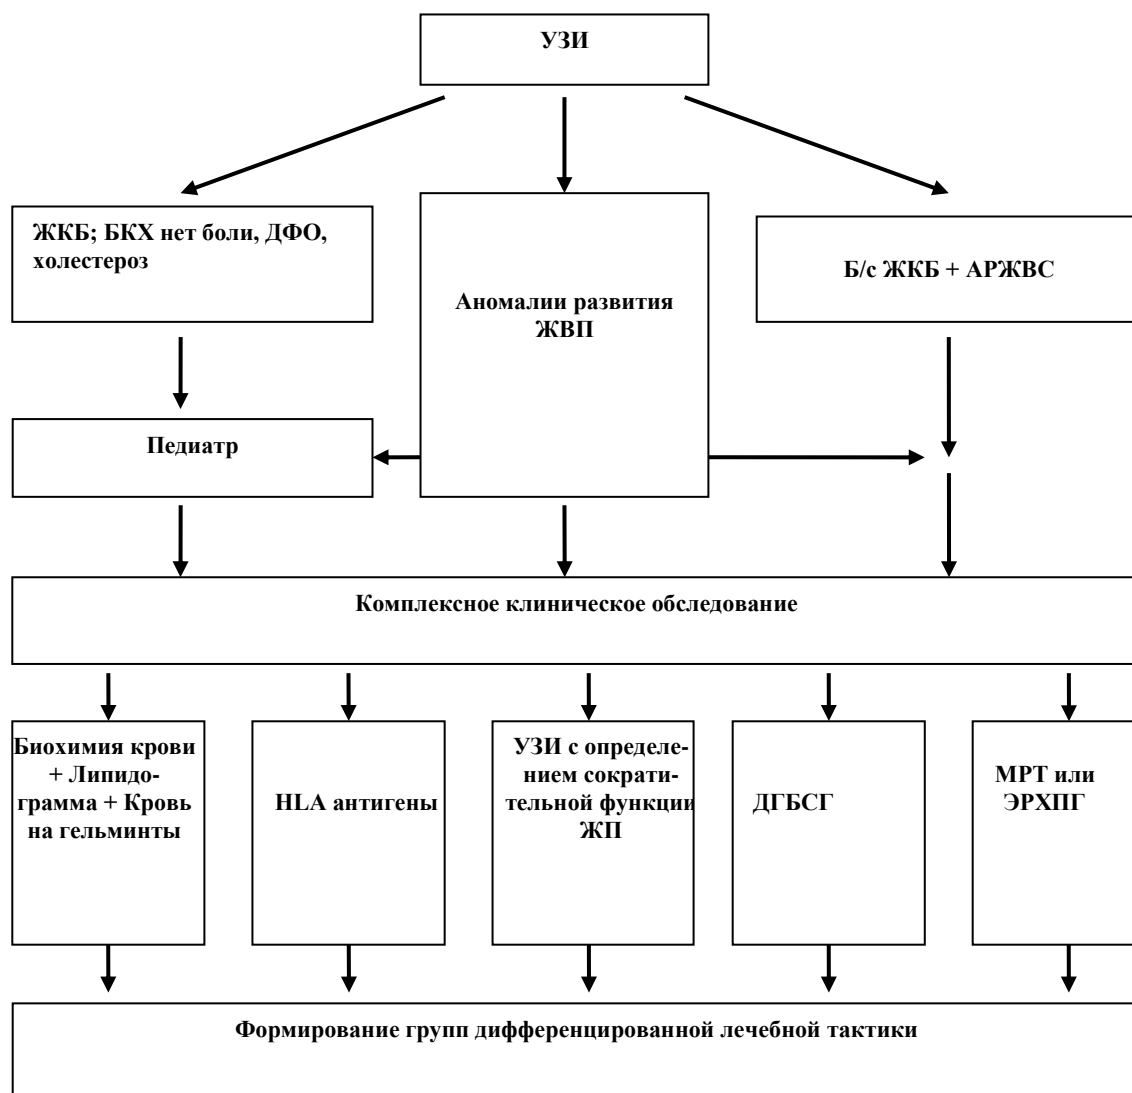 УЗИ
ЖКБ; БКХ нет боли, ДФО,
холестероз
Аномалии развития
ЖВП
Б/с ЖКБ + АРЖВС
Педиатр
Комплексное клиническое обследование
Биохимия крови
+ Липидо-
грамма + Кровь
на гельминты
HLA антигены
УЗИ с определе-
нием сократи-
тельной функции
ЖП
ДГБСГ
МРТ или
ЭРХПГ
Формирование групп дифференцированной лечебной тактики